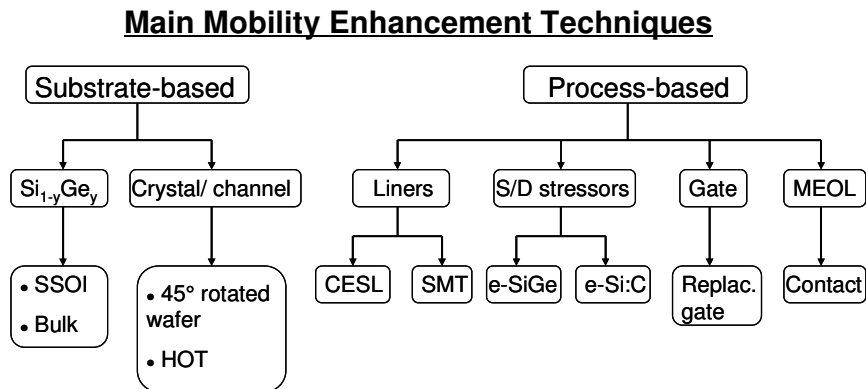 Main Mobility Enhancement Techniques
Substrate-based
Process-based
Si1-yGey
Crystal/ channel
Liners
S/D stressors
Gate
MEOL
• SSOI
• Bulk
• 45° rotated
wafer
• HOT
CESL
SMT
e-SiGe
e-Si:C
Replac.
gate
Contact